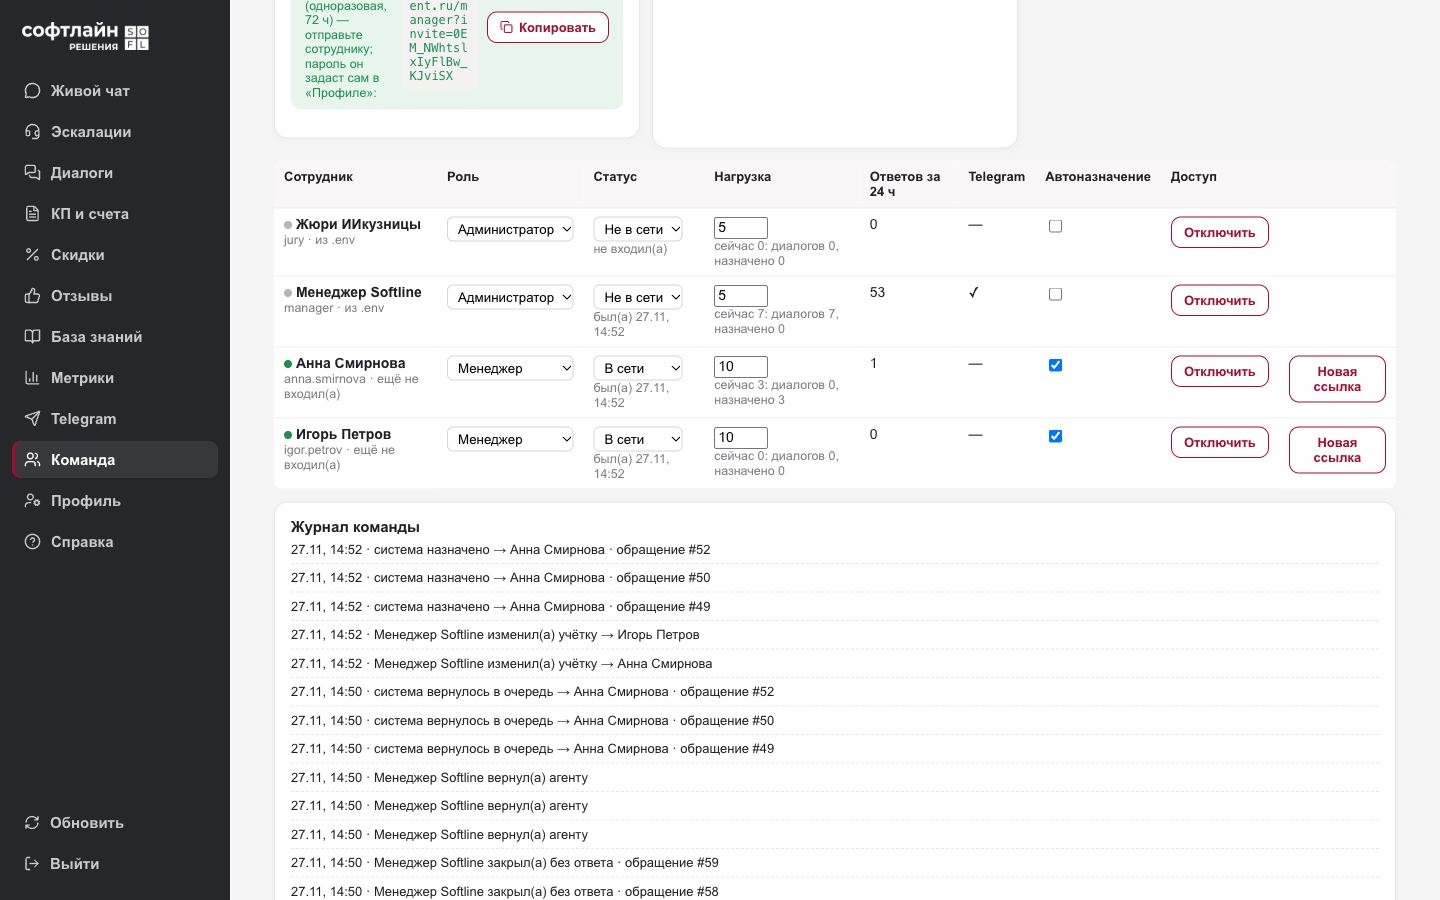 софтлайн
РЕШЕНИЯ
SO
FL
Живой чат
Эскалации
Диалоги
КП и счета
Скидки
Отзывы
База знаний
Метрики
Telegram
Команда
Профиль
Справка
Обновить
Выйти
(одноразовая,
72 ч) —
отправьте
сотруднику;
пароль он
задаст сам в
«Профиле»:
ent.ru/m
anager?i
nvite=0E
M_NWhtsl
xIyFlBw_
KJviSX
Копировать
Сотрудник Роль Статус Нагрузка Ответов за 24 ч Telegram Автоназначение Доступ
Жюри ИИкузницы Администратор Не в сети 5 0 — Отключить
jury · из .env не входил(а) сейчас 0: диалогов 0,
назначено 0
Менеджер Softline Администратор Не в сети 5 53 ✓ Отключить
manager · из .env был(а) 27.11, сейчас 7: диалогов 7,
14:52 назначено 0
Анна Смирнова Менеджер В сети 10 1 — Отключить Новая ссылка
anna.smirnova · ещё не был(а) 27.11, сейчас 3: диалогов 0,
входил(а) 14:52 назначено 3
Игорь Петров Менеджер В сети 10 0 — Отключить Новая ссылка
igor.petrov · ещё не был(а) 27.11, сейчас 0: диалогов 0,
входил(а) 14:52 назначено 0
Журнал команды
27.11, 14:52 · система назначено → Анна Смирнова · обращение #52
27.11, 14:52 · система назначено → Анна Смирнова · обращение #50
27.11, 14:52 · система назначено → Анна Смирнова · обращение #49
27.11, 14:52 · Менеджер Softline изменил(а) учётку → Игорь Петров
27.11, 14:52 · Менеджер Softline изменил(а) учётку → Анна Смирнова
27.11, 14:50 · система вернулось в очередь → Анна Смирнова · обращение #52
27.11, 14:50 · система вернулось в очередь → Анна Смирнова · обращение #50
27.11, 14:50 · система вернулось в очередь → Анна Смирнова · обращение #49
27.11, 14:50 · Менеджер Softline вернул(а) агенту
27.11, 14:50 · Менеджер Softline вернул(а) агенту
27.11, 14:50 · Менеджер Softline вернул(а) агенту
27.11, 14:50 · Менеджер Softline закрыл(а) без ответа · обращение #59
27.11, 14:50 · Менеджер Softline закрыл(а) без ответа · обращение #58